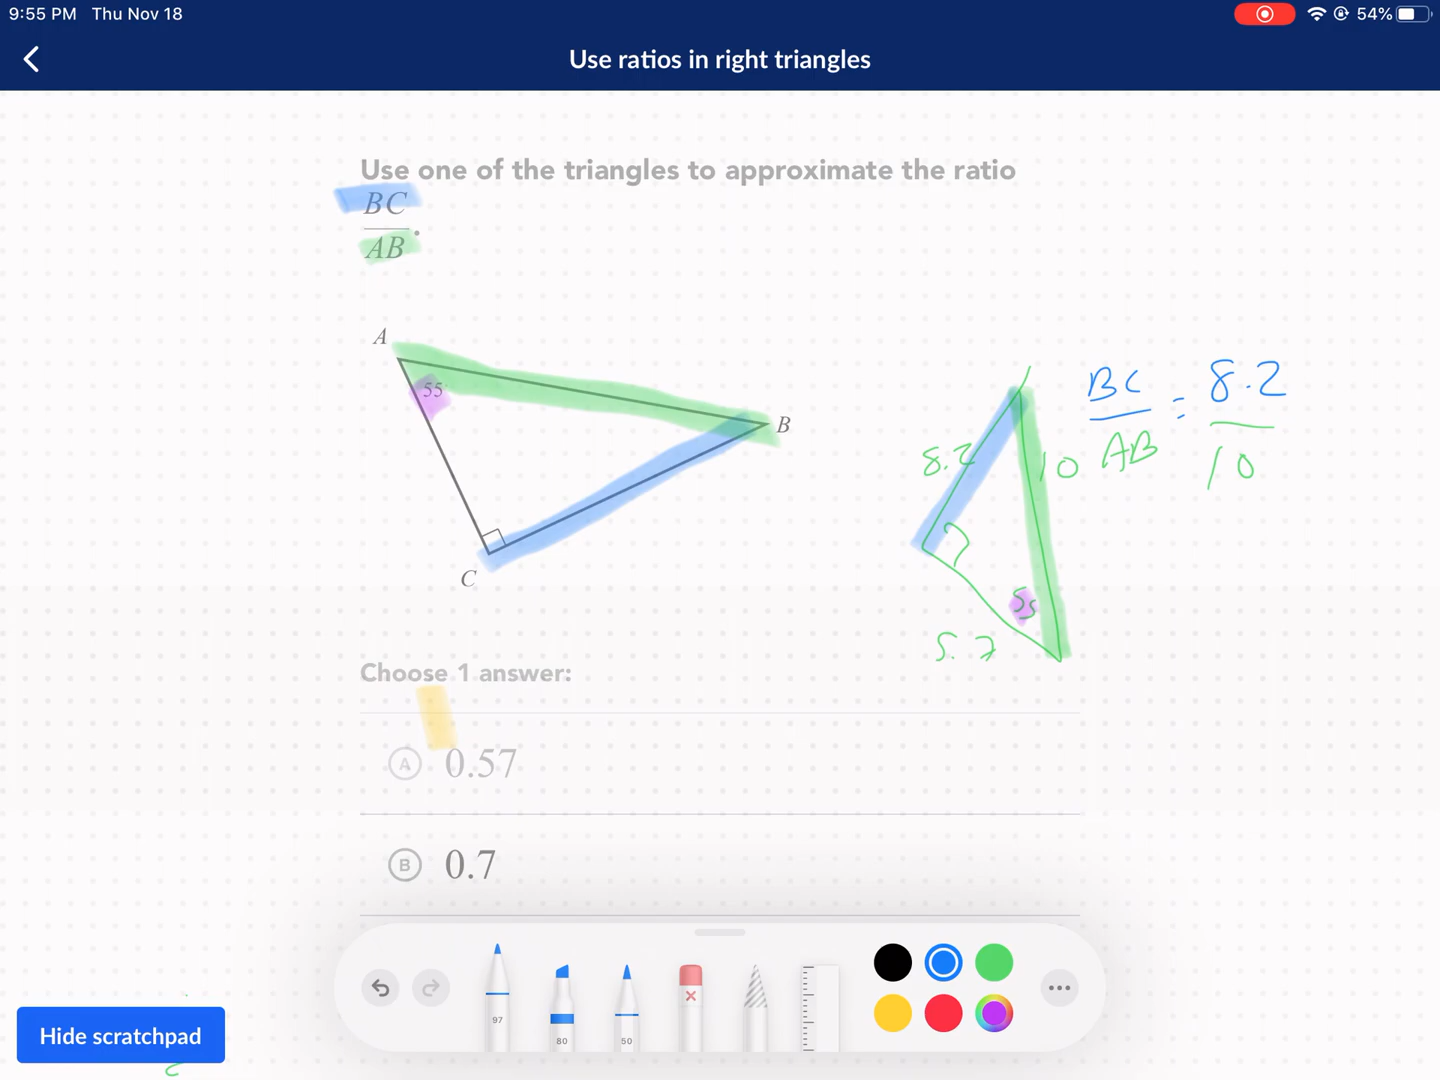 9:55 PM Thu Nov 18
54%
Use ratios in right triangles
Use one of the triangles to approximate the ratio
BC
AB.
A
55
B
C
8.2
10
55
5.7
BC = 8.2
AB 10
Choose 1 answer:
A 0.57
B 0.7
97
80
50
Hide scratchpad